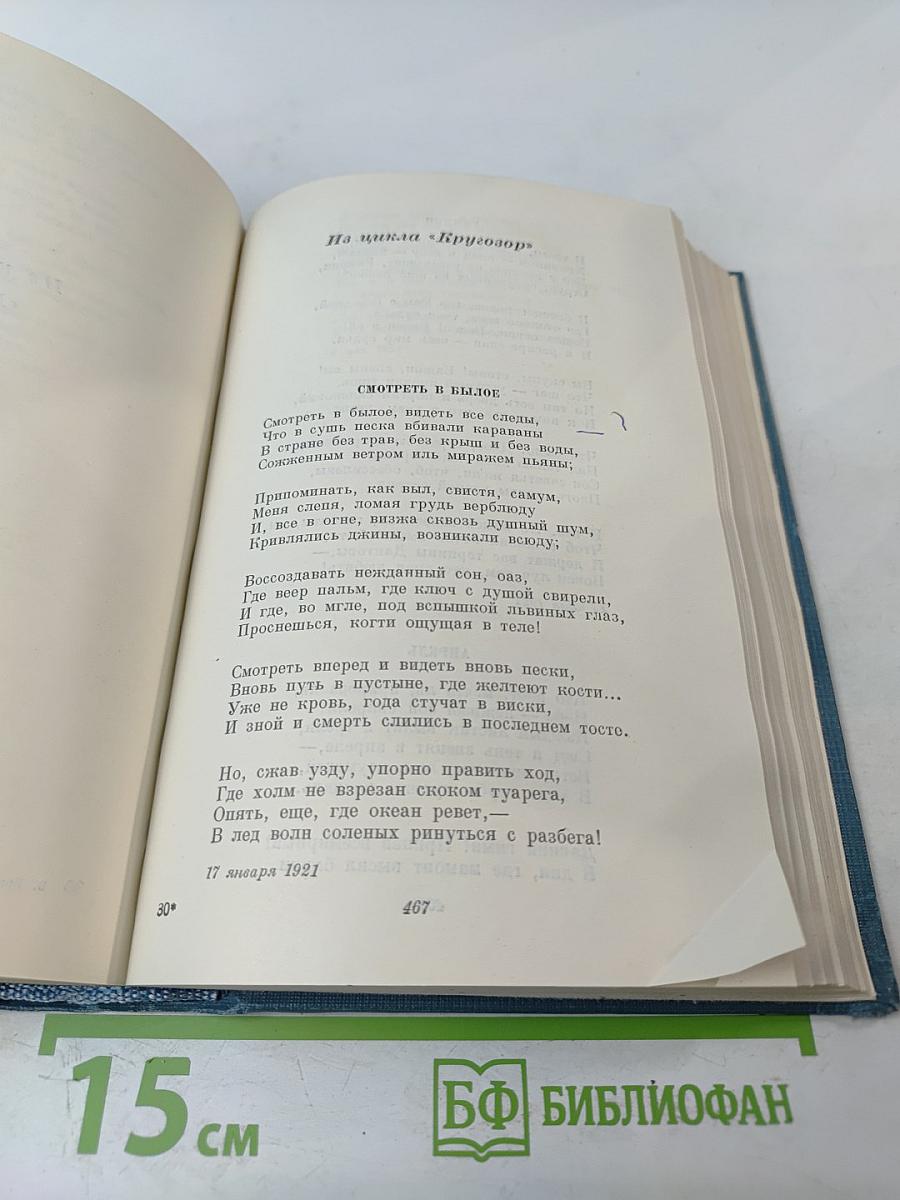 Из цикла «Кругозор»
СМОТРЕТЬ В БЫЛОЕ
Смотреть в былое, видеть все следы,
Что в сушь песка вбивали караваны
В стране без трав, без крыш и без воды,
Сожженным ветром иль миражем пьяны;
Припоминать, как выл, свистя, самум,
Меня слепя, ломая грудь верблюду
И, все в огне, визжа сквозь душный шум,
Кривлялись джины, возникали всюду;
Воссоздавать нежданный сон, оаз,
Где веер пальм, где ключ с душой свирели,
И где, во мгле, под вспышкой львиных глаз,
Проснешься, когти ощущая в теле!
Смотреть вперед и видеть вновь пески,
Вновь путь в пустыне, где желтеют кости...
Уже не кровь, года стучат в виски,
И зной и смерть слились в последнем тосте.
Но, сжав узду, упорно править ход,
Где холм не взрезан скоком туарега,
Опять, еще, где океан ревет,—
В лед волн соленых ринуться с разбега!
17 января 1921
30*
467
15 см
БФ БИБЛИОФАН